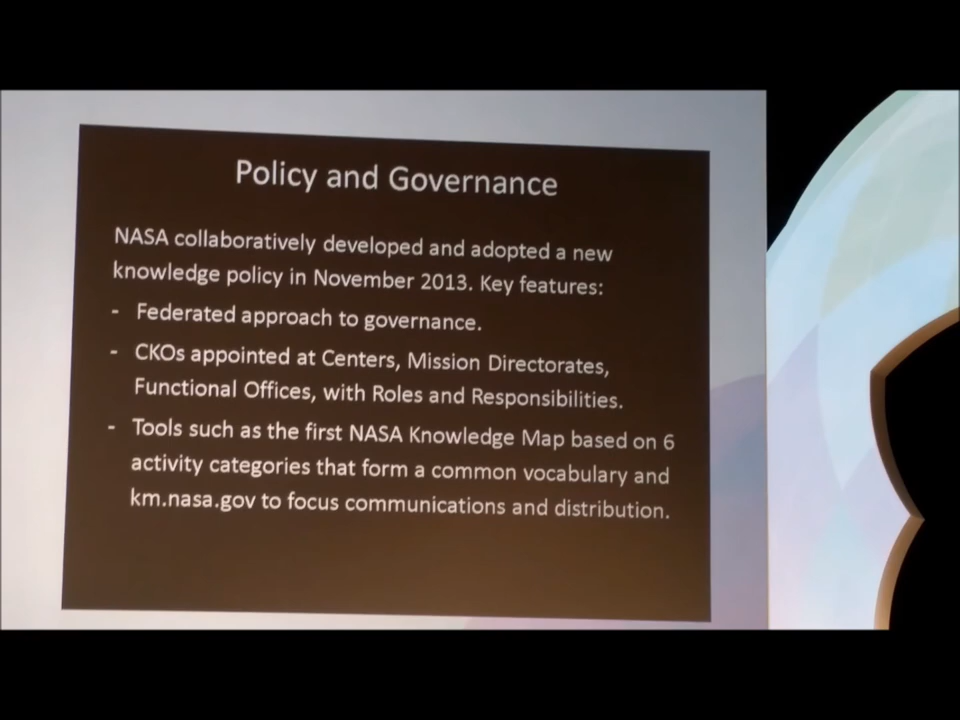 Policy and Governance
NASA collaboratively developed and adopted a new
knowledge policy in November 2013. Key features:
- Federated approach to governance.
- CKOs appointed at Centers, Mission Directorates,
Functional Offices, with Roles and Responsibilities.
- Tools such as the first NASA Knowledge Map based on 6
activity categories that form a common vocabulary and
km.nasa.gov to focus communications and distribution.